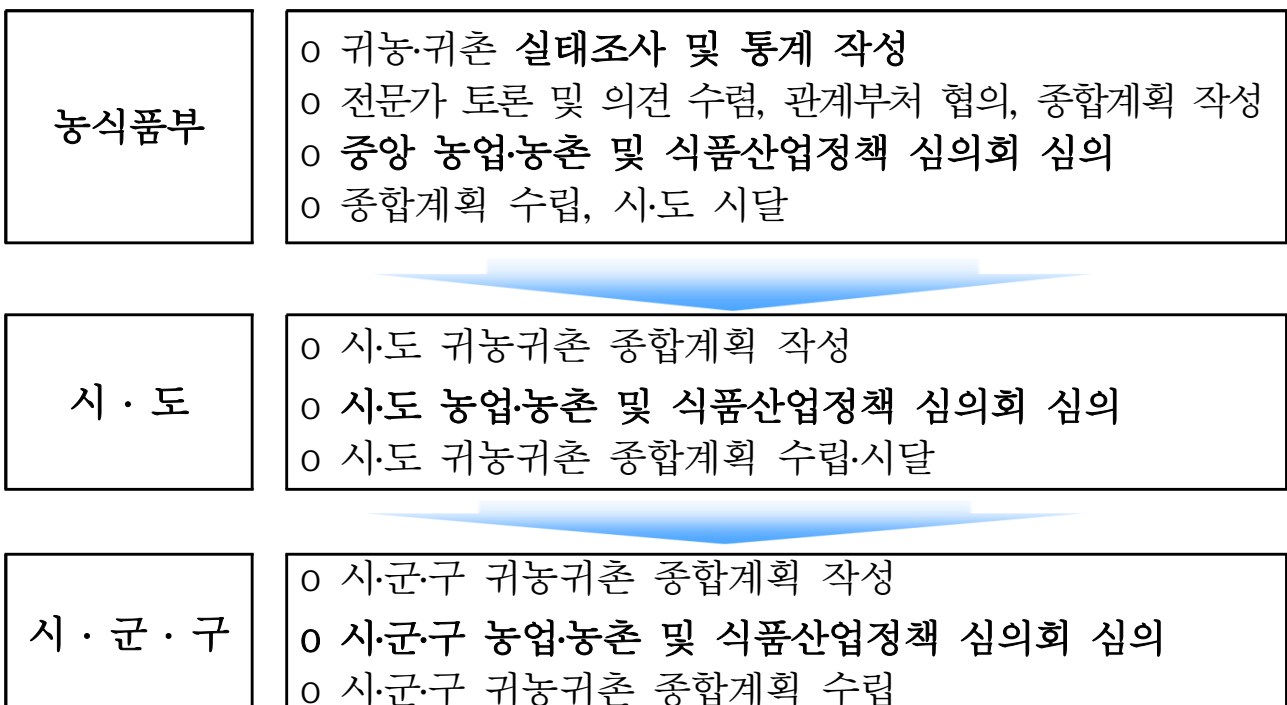 농식품부
o 귀농·귀촌 실태조사 및 통계 작성
o 전문가 토론 및 의견 수렴, 관계부처 협의, 종합계획 작성
o 중앙 농업·농촌 및 식품산업정책 심의회 심의
o 종합계획 수립, 시·도 시달
시·도
o 시·도 귀농귀촌 종합계획 작성
o 시·도 농업·농촌 및 식품산업정책 심의회 심의
o 시·도 귀농귀촌 종합계획 수립·시달
시·군·구
o 시·군·구 귀농귀촌 종합계획 작성
o 시·군·구 농업·농촌 및 식품산업정책 심의회 심의
o 시·군·구 귀농귀촌 종합계획 수립